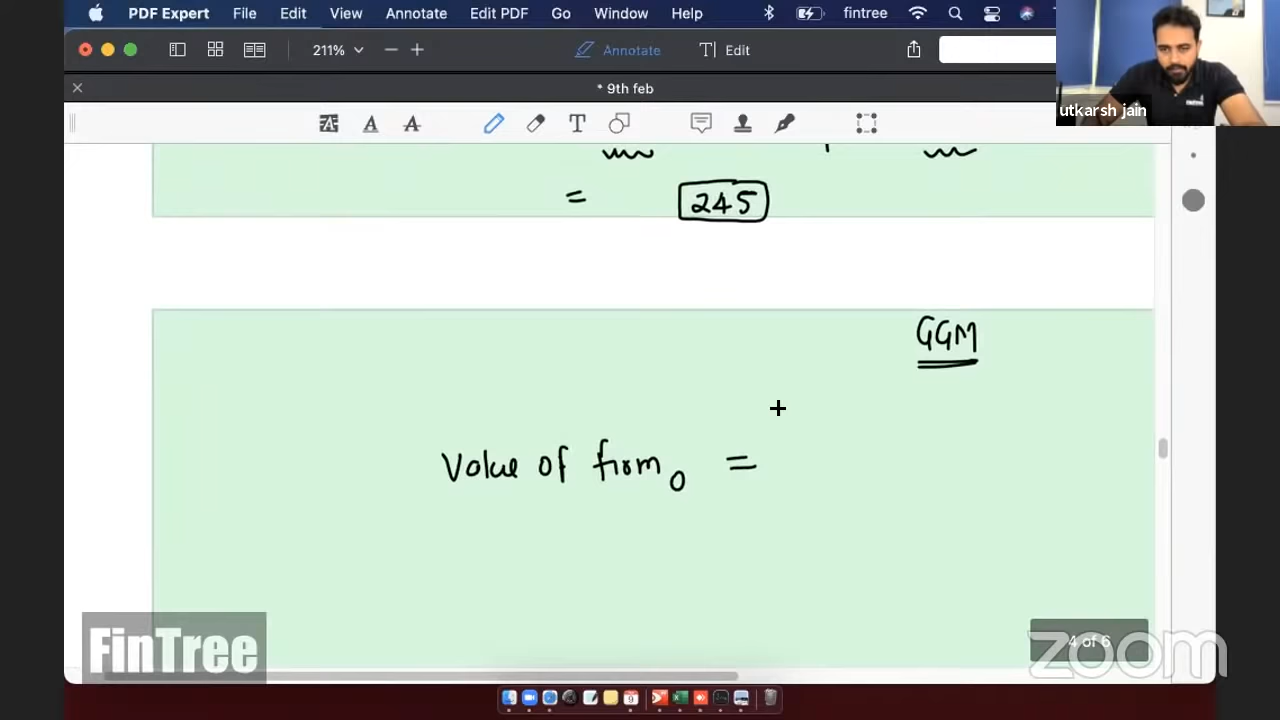 PDF Expert File Edit View Annotate Edit PDF Go Window Help fintree
211% Annotate T| Edit
* 9th feb
utkarsh jain
= 245
GGM
Value of firm0 =
4 of 6
FinTree
zoom